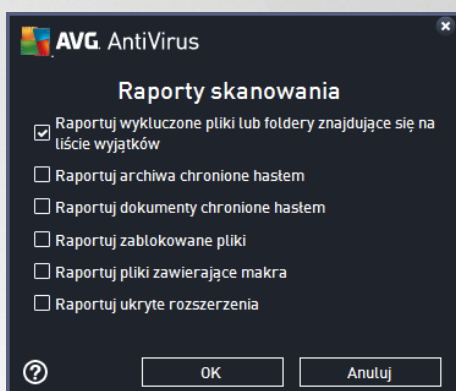 AVG. AntiVirus
Raporty skanowania
Raportuj wykluczone pliki lub foldery znajdujące się na
liście wyjątków
Raportuj archiwa chronione hasłem
Raportuj dokumenty chronione hasłem
Raportuj zablokowane pliki
Raportuj pliki zawierające makra
Raportuj ukryte rozszerzenia
?
OK
Anuluj